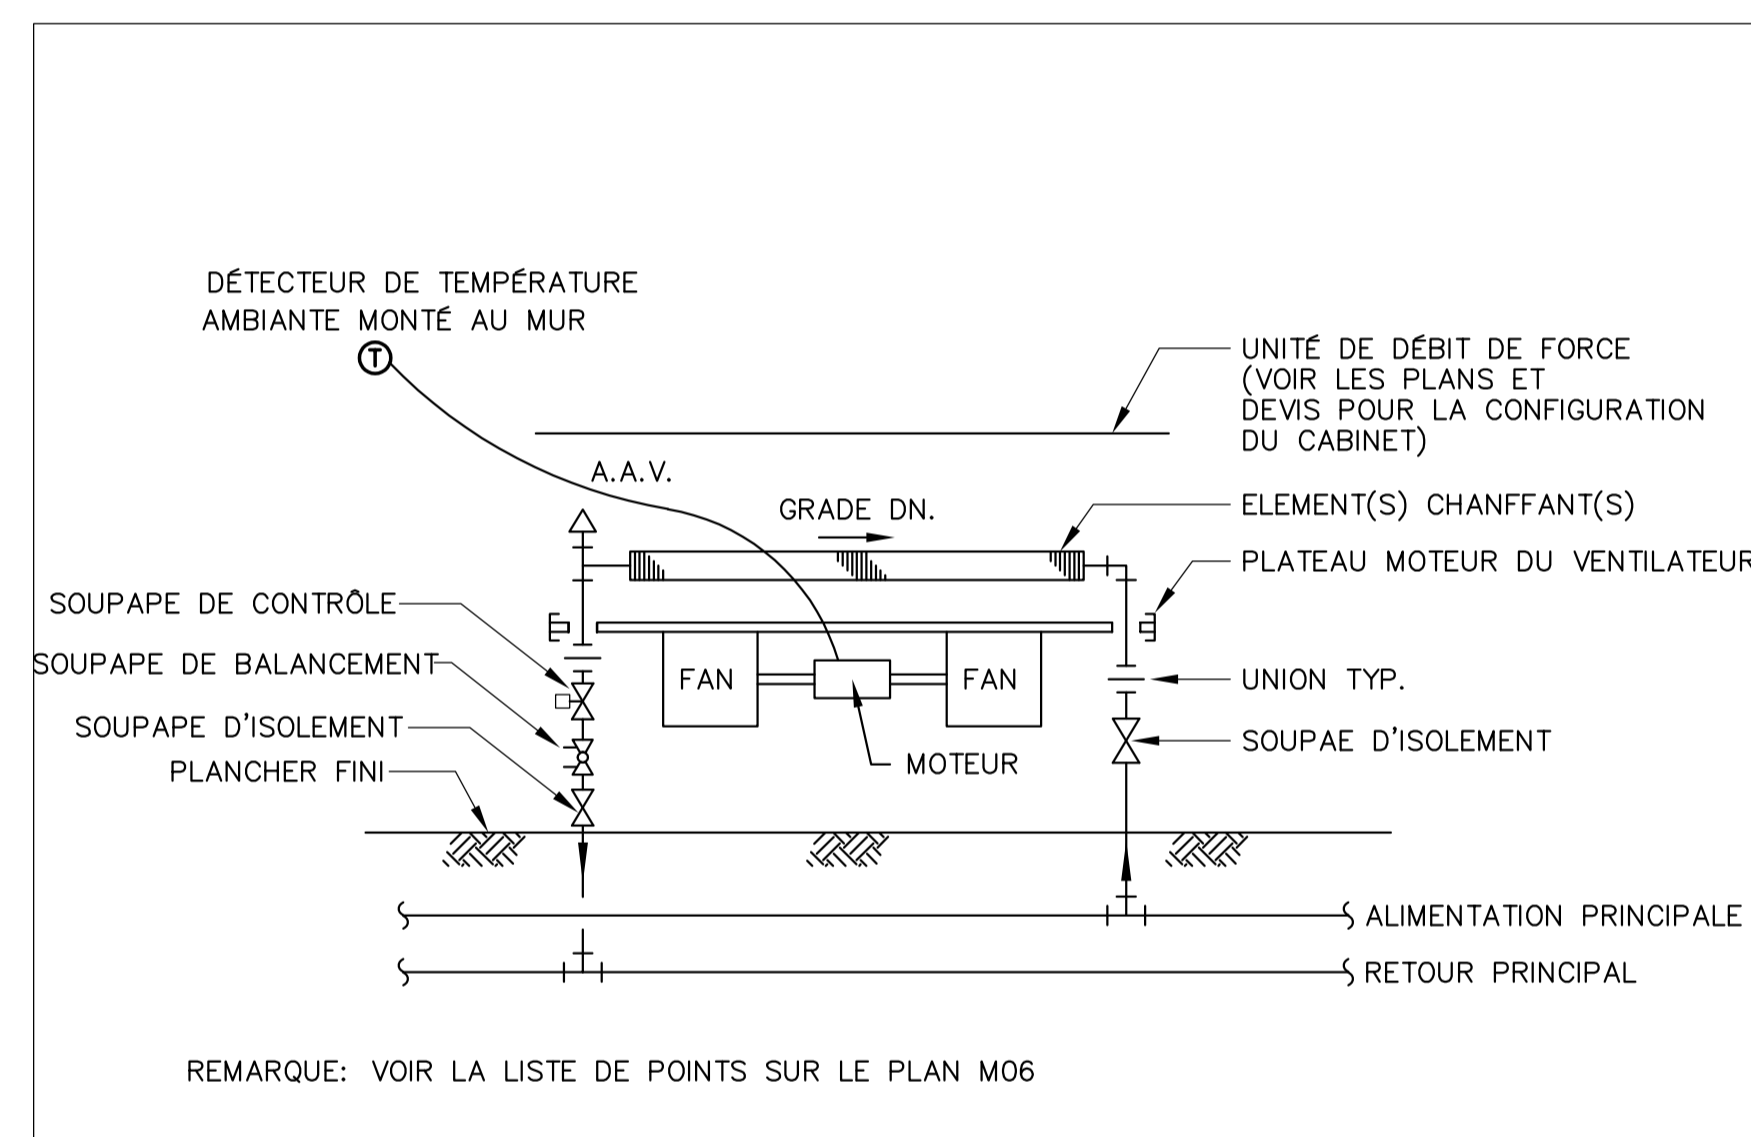 DÉTECTEUR DE TEMPÉRATURE
AMBIANTE MONTÉ AU MUR
T
UNITÉ DE DÉBIT DE FORCE
(VOIR LES PLANS ET
DEVIS POUR LA CONFIGURATION
DU CABINET)
A.A.V.
GRADE DN.
ELEMENT(S) CHANFFANT(S)
PLATEAU MOTEUR DU VENTILATEUR
SOUPAPE DE CONTRÔLE
SOUPAPE DE BALANCEMENT
SOUPAPE D'ISOLEMENT
PLANCHER FINI
FAN
FAN
MOTEUR
UNION TYP.
SOUPAE D'ISOLEMENT
ALIMENTATION PRINCIPALE
RETOUR PRINCIPAL
REMARQUE: VOIR LA LISTE DE POINTS SUR LE PLAN M06